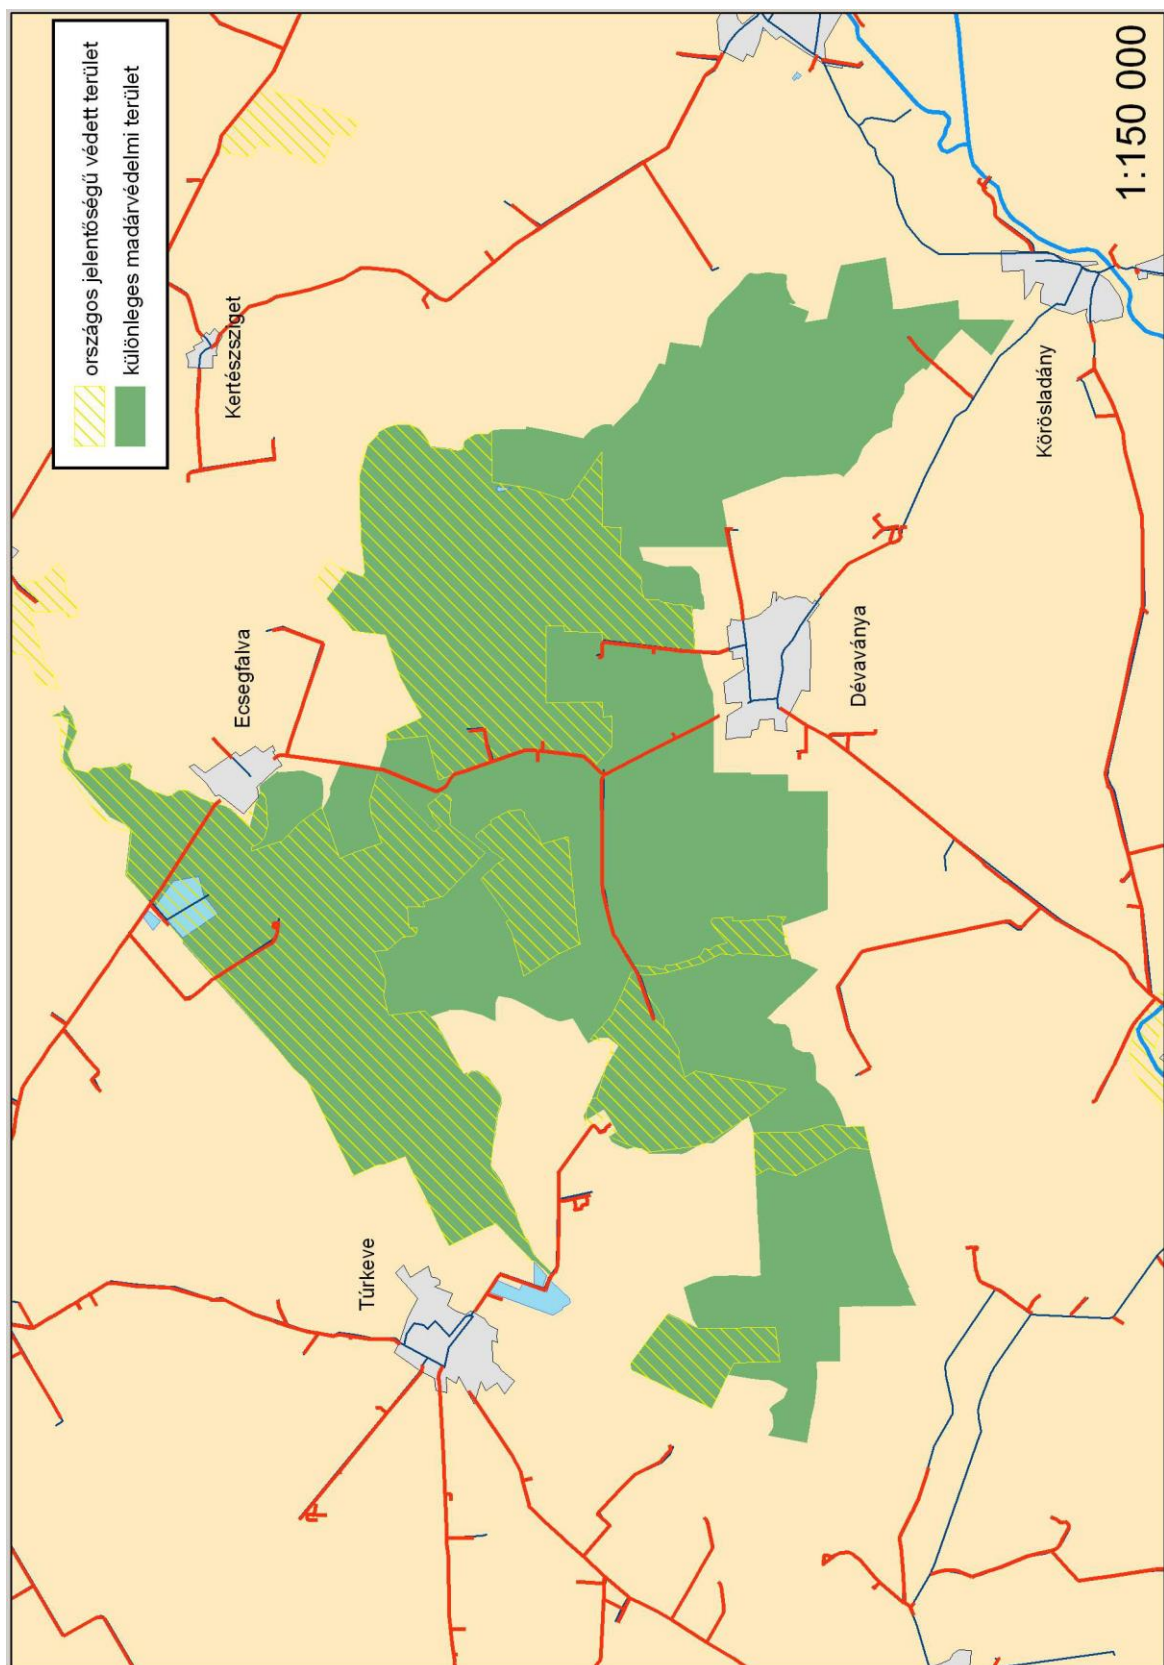 országos jelentőségű védett terület
különleges madárvédelmi terület
Kertészsziget
Ecsegfalva
Túrkeve
Dévaványa
Körösladány
1:150 000